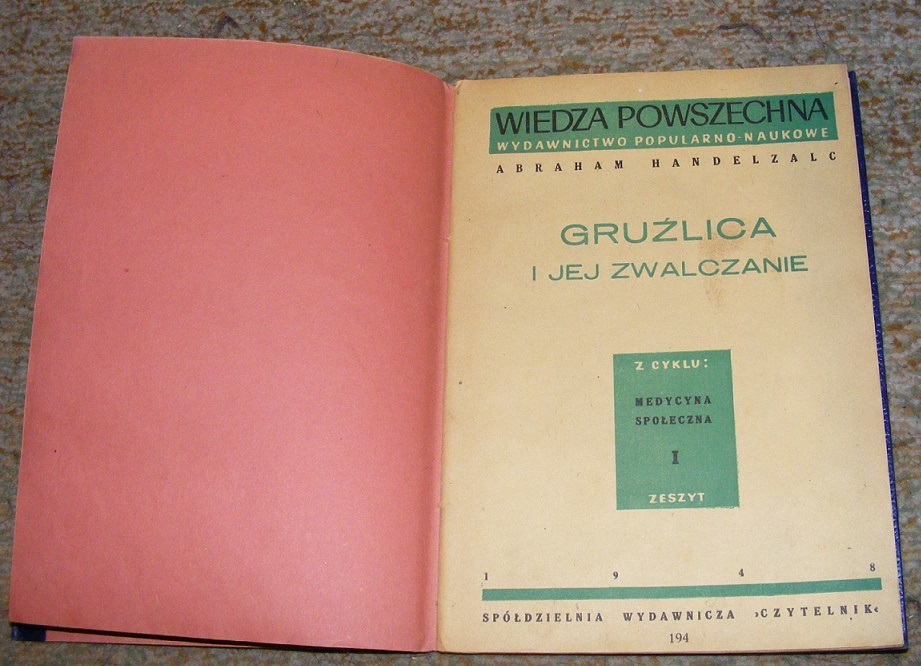 WIEDZA POWSZECHNA
WYDAWNICTWO POPULARNO-NAUKOWE
ABRAHAM HANDELZALC
GRUŹLICA
I JEJ ZWALCZANIE
Z CYKLU:
MEDYCYNA
SPOŁECZNA
I
ZESZYT
1 9 4 8
SPÓŁDZIELNIA WYDAWNICZA ›CZYTELNIK‹
194